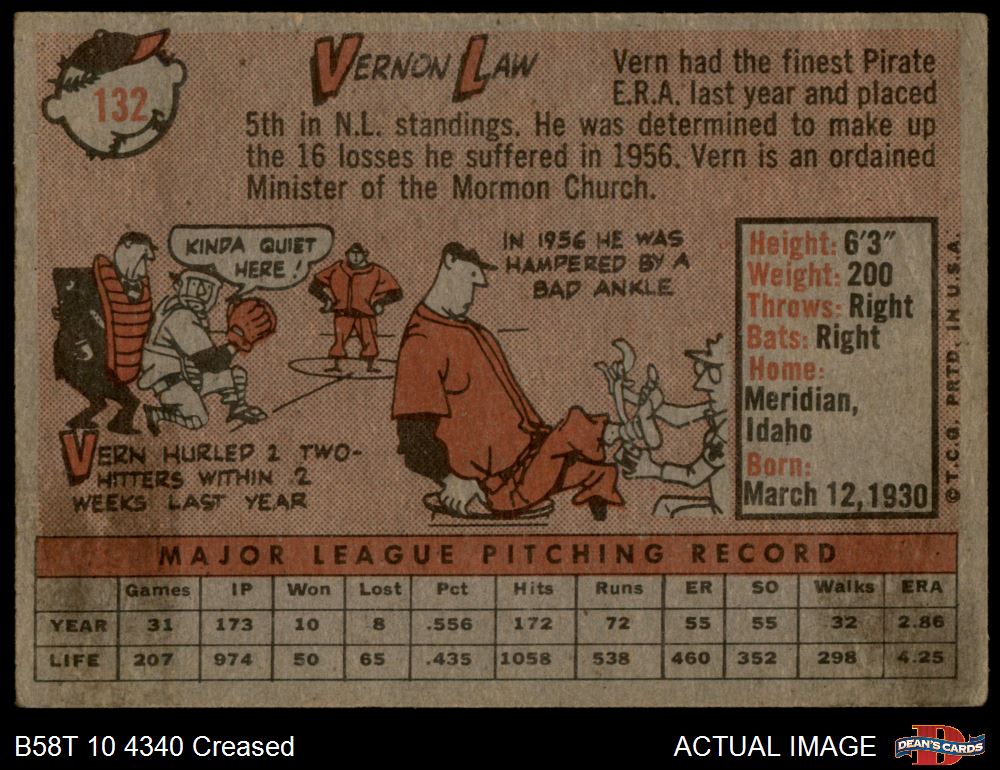 132
VERNON LAW
Vern had the finest Pirate
E.R.A. last year and placed
5th in N.L. standings. He was determined to make up
the 16 losses he suffered in 1956. Vern is an ordained
Minister of the Mormon Church.
KINDA QUIET
HERE!
VERN HURLED 2 TWO-
HITTERS WITHIN 2
WEEKS LAST YEAR
IN 1956 HE WAS
HAMPERED BY A
BAD ANKLE
Height: 6'3"
Weight: 200
Throws: Right
Bats: Right
Home:
Meridian,
Idaho
Born:
March 12, 1930
© T.C.G. PRTD. IN U.S.A.
MAJOR LEAGUE PITCHING RECORD
Games IP Won Lost Pct Hits Runs ER SO Walks ERA
YEAR 31 173 10 8 .556 172 72 55 55 32 2.86
LIFE 207 974 50 65 .435 1058 538 460 352 298 4.25
B58T 10 4340 Creased
ACTUAL IMAGE
D
DEAN'S CARDS